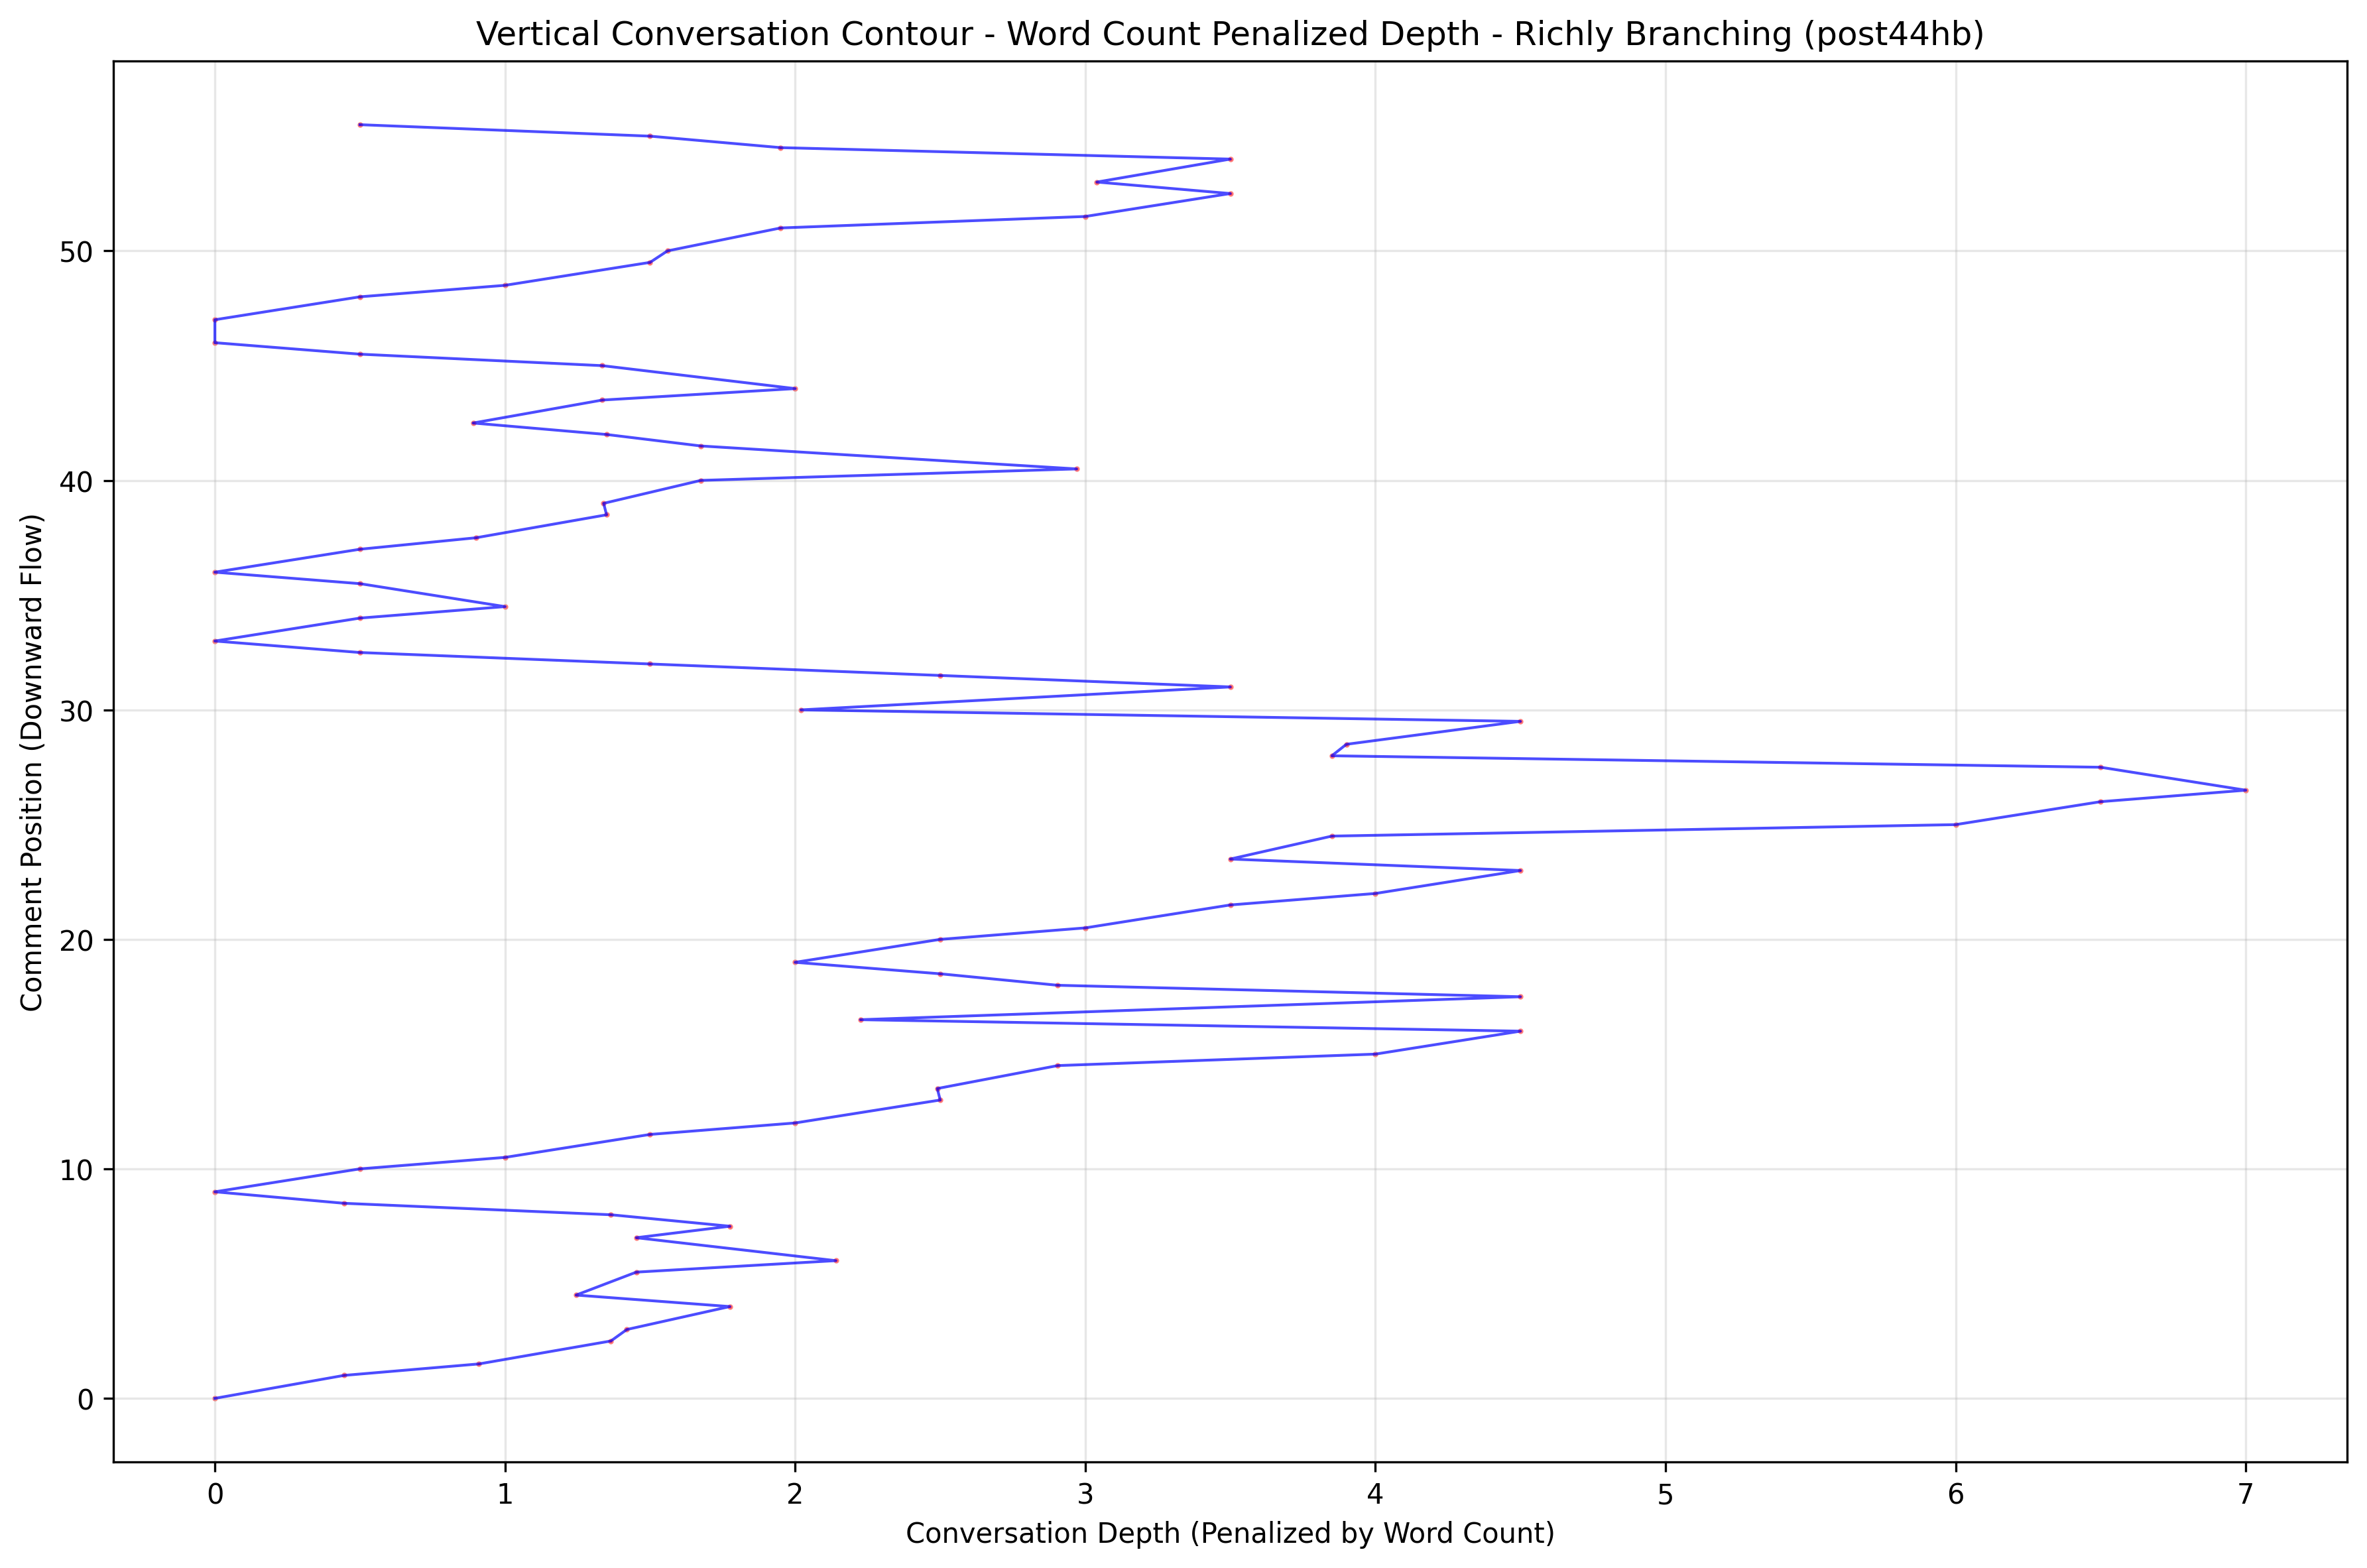 Vertical Conversation Contour - Word Count Penalized Depth - Richly Branching (post44hb)
Comment Position (Downward Flow)
50
40
30
20
10
0
0 1 2 3 4 5 6 7
Conversation Depth (Penalized by Word Count)